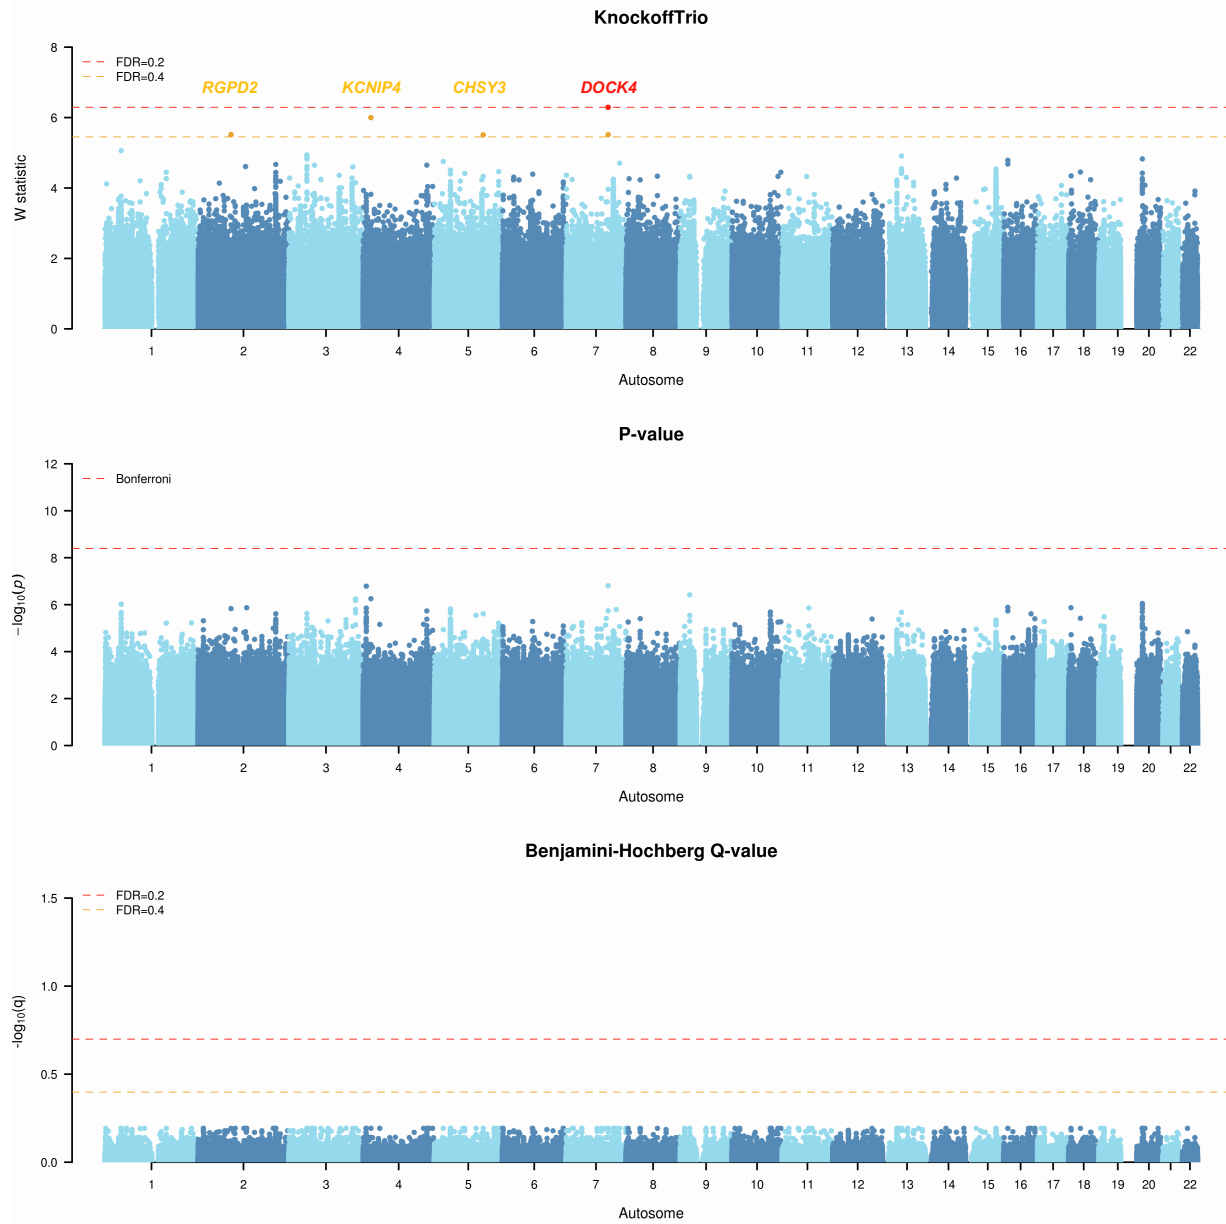 KnockoffTrio
8
FDR=0.2
FDR=0.4
RGPD2 KCNIP4 CHSY3 DOCK4
6
4
2
0
W statistic
1 2 3 4 5 6 7 8 9 10 11 12 13 14 15 16 17 18 19 20 22
Autosome
P-value
12
Bonferroni
10
8
6
4
2
0
−log10(p)
1 2 3 4 5 6 7 8 9 10 11 12 13 14 15 16 17 18 19 20 22
Autosome
Benjamini-Hochberg Q-value
FDR=0.2
1.5
FDR=0.4
1.0
0.5
0.0
-log10(q)
1 2 3 4 5 6 7 8 9 10 11 12 13 14 15 16 17 18 19 20 22
Autosome